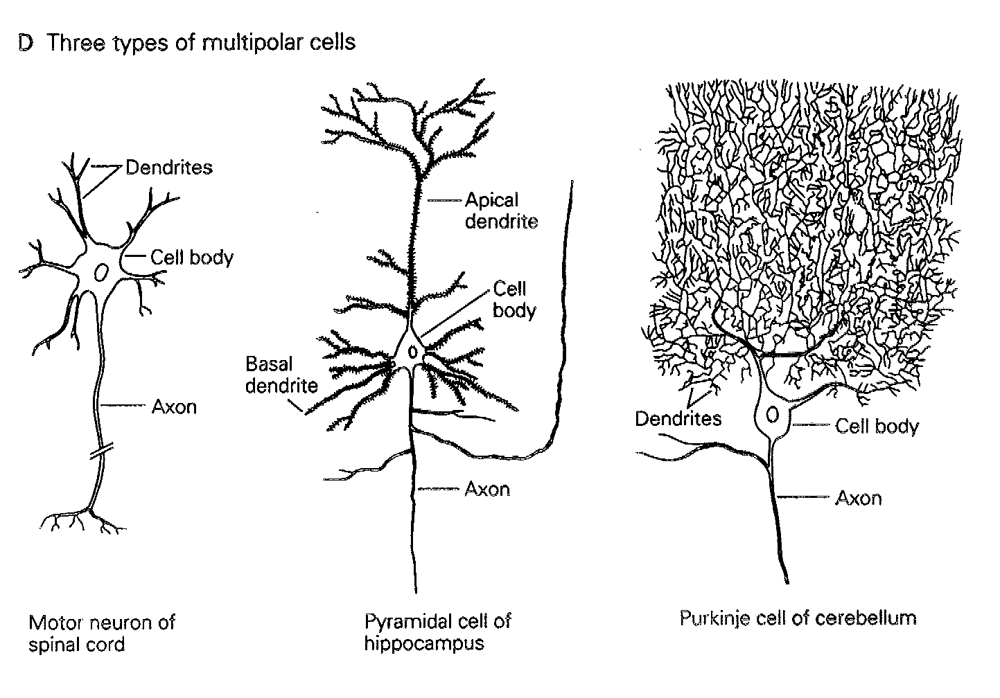 D Three types of multipolar cells
Dendrites
Cell body
Axon
Motor neuron of
spinal cord
Apical
dendrite
Cell
body
Basal
dendrite
Axon
Pyramidal cell of
hippocampus
Dendrites
Cell body
Axon
Purkinje cell of cerebellum